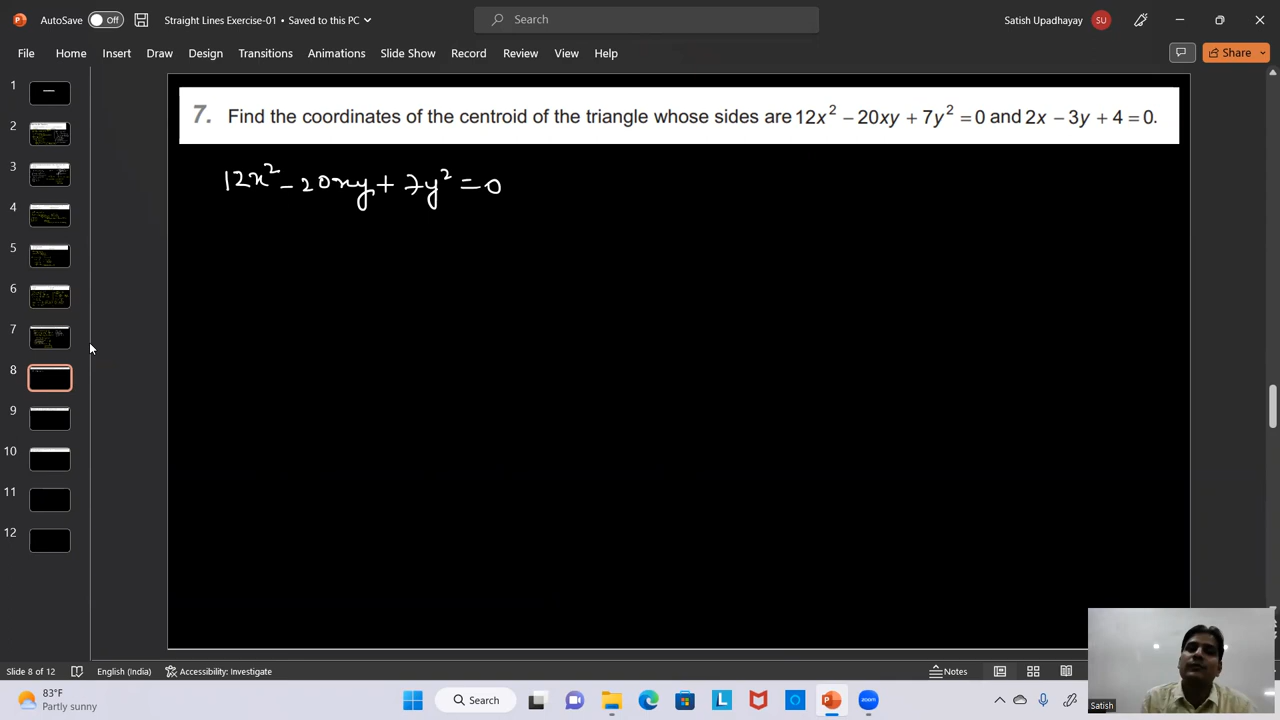 AutoSave Off Straight Lines Exercise-01 • Saved to this PC Search Satish Upadhayay SU
File Home Insert Draw Design Transitions Animations Slide Show Record Review View Help Share
7. Find the coordinates of the centroid of the triangle whose sides are 12x² − 20xy + 7y² = 0 and 2x − 3y + 4 = 0.
12x² − 20xy + 7y² = 0
1
2
3
4
5
6
7
8
9
10
11
12
Satish
Slide 8 of 12 English (India) Accessibility: Investigate Notes
83°F
Partly sunny
Search